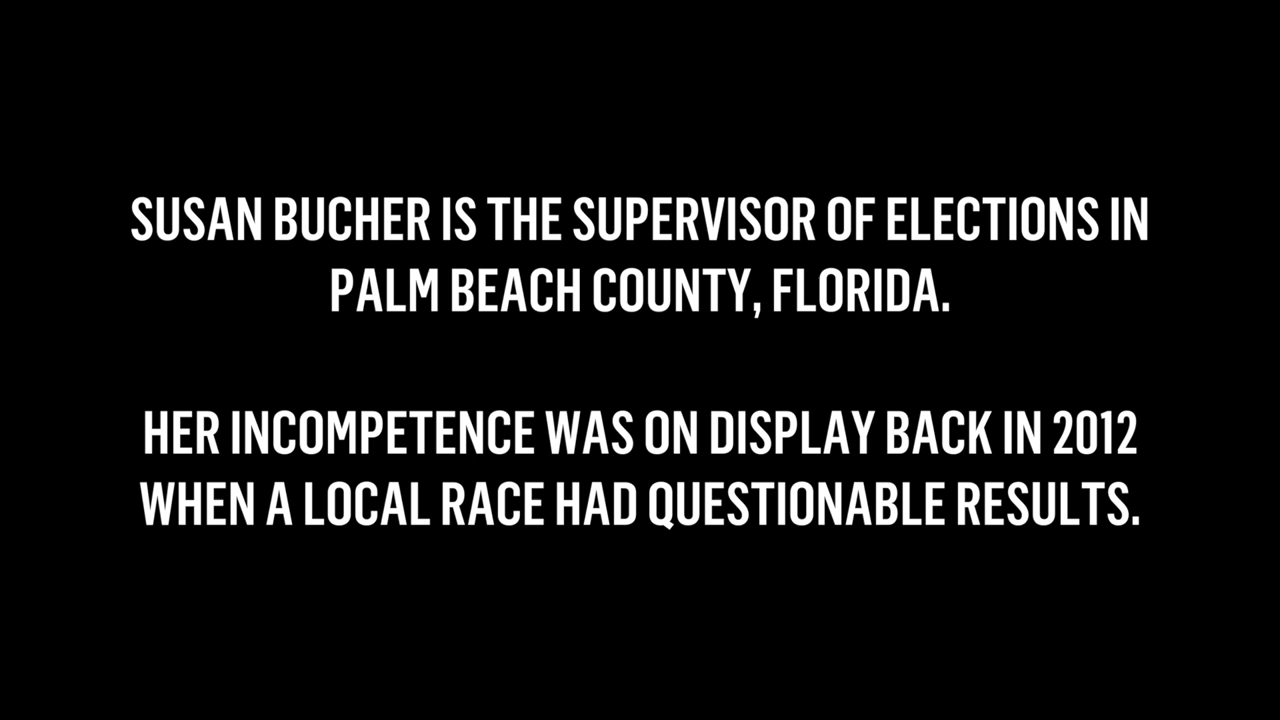 SUSAN BUCHER IS THE SUPERVISOR OF ELECTIONS IN
PALM BEACH COUNTY, FLORIDA.
HER INCOMPETENCE WAS ON DISPLAY BACK IN 2012
WHEN A LOCAL RACE HAD QUESTIONABLE RESULTS.